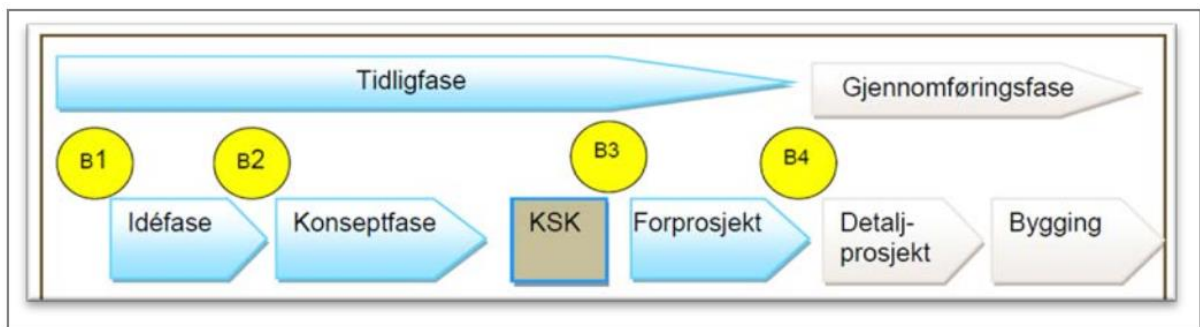 Tidligfase
Gjennomføringsfase
B1
B2
B3
B4
Idéfase
Konseptfase
KSK
Forprosjekt
Detalj-
prosjekt
Bygging